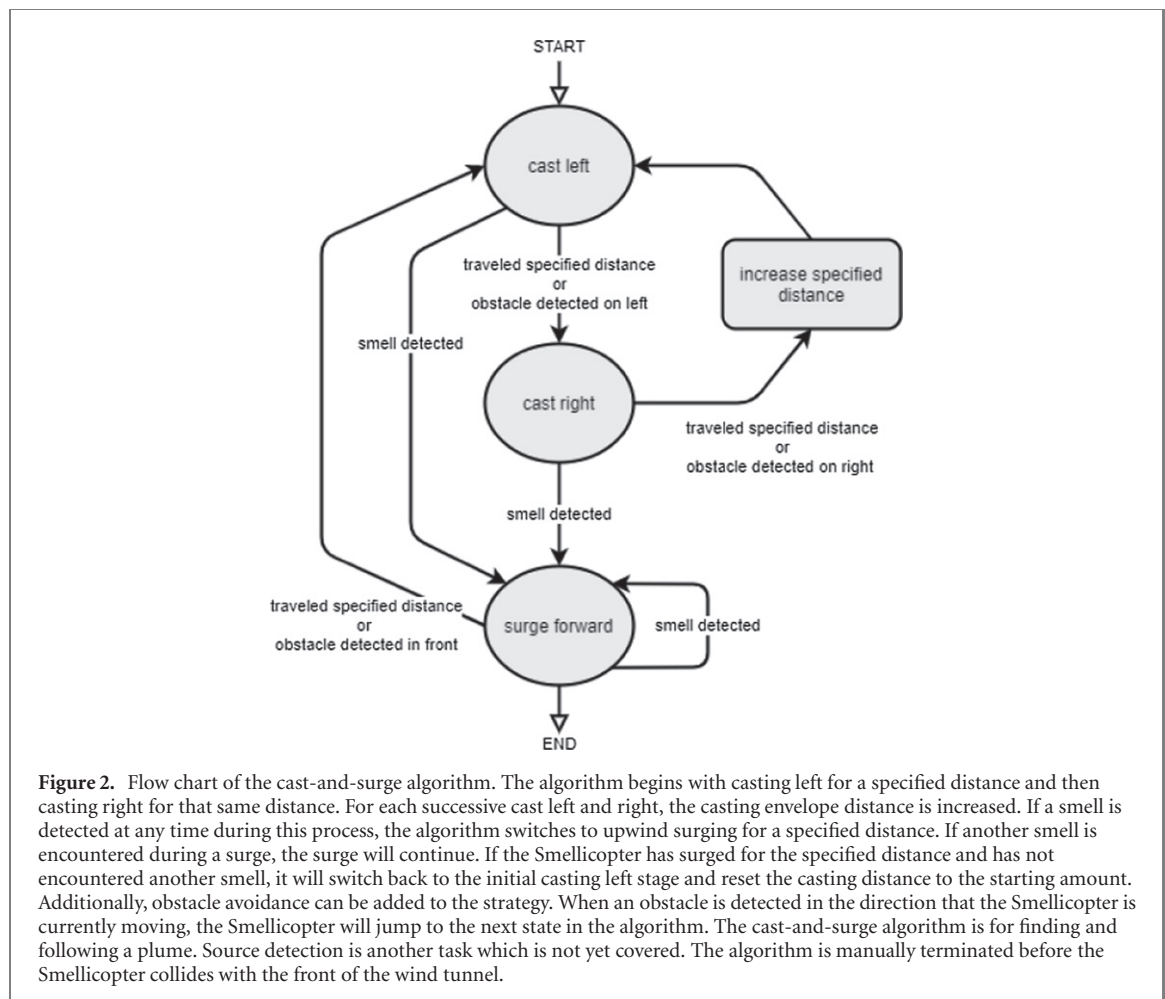 START
cast left
traveled specified distance
or
obstacle detected on left
increase specified
distance
smell detected
cast right
traveled specified distance
or
obstacle detected on right
smell detected
traveled specified distance
or
obstacle detected in front
surge forward
smell detected
END
Figure 2. Flow chart of the cast-and-surge algorithm. The algorithm begins with casting left for a specified distance and then
casting right for that same distance. For each successive cast left and right, the casting envelope distance is increased. If a smell is
detected at any time during this process, the algorithm switches to upwind surging for a specified distance. If another smell is
encountered during a surge, the surge will continue. If the Smellicopter has surged for the specified distance and has not
encountered another smell, it will switch back to the initial casting left stage and reset the casting distance to the starting amount.
Additionally, obstacle avoidance can be added to the strategy. When an obstacle is detected in the direction that the Smellicopter is
currently moving, the Smellicopter will jump to the next state in the algorithm. The cast-and-surge algorithm is for finding and
following a plume. Source detection is another task which is not yet covered. The algorithm is manually terminated before the
Smellicopter collides with the front of the wind tunnel.